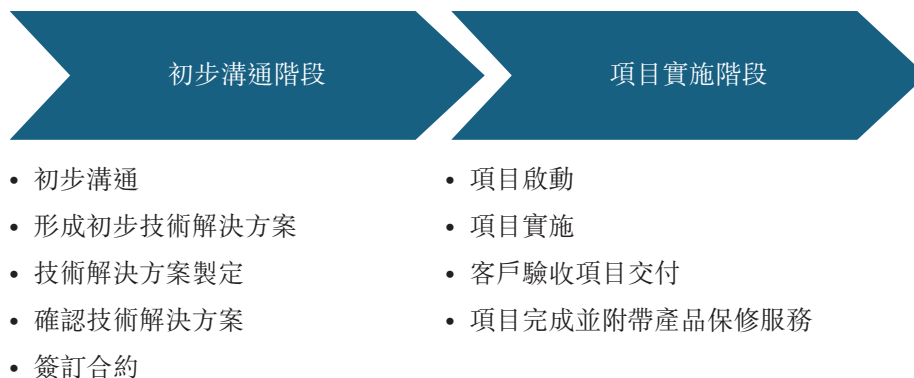 初步溝通階段
項目實施階段
• 初步溝通
• 形成初步技術解決方案
• 技術解決方案製定
• 確認技術解決方案
• 簽訂合約
• 項目啟動
• 項目實施
• 客戶驗收項目交付
• 項目完成並附帶產品保修服務